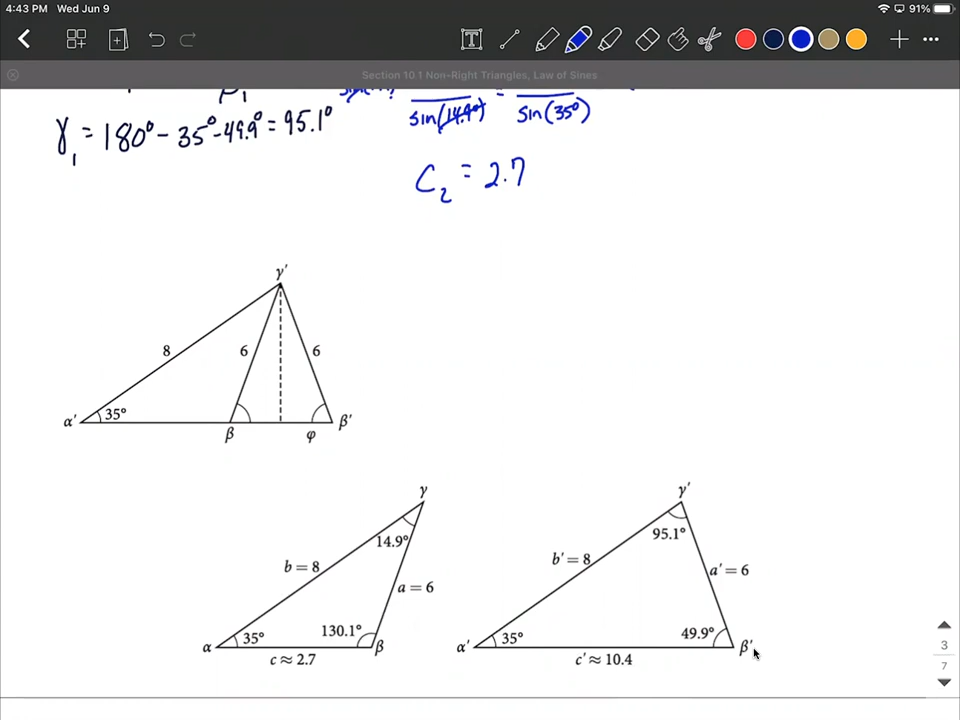 4:43 PM Wed Jun 9 91%
Section 10.1 Non-Right Triangles, Law of Sines
sin(14.9°) = sin(35°)
γ₁ = 180° - 35° - 49.9° = 95.1°
C₂ = 2.7
γ'
8 6 6
α' 35° β'
β φ
γ γ'
14.9° 95.1°
b = 8 b' = 8
a = 6 a' = 6
α 35° 130.1° β α' 35° 49.9° β'
c ≈ 2.7 c' ≈ 10.4
3
7